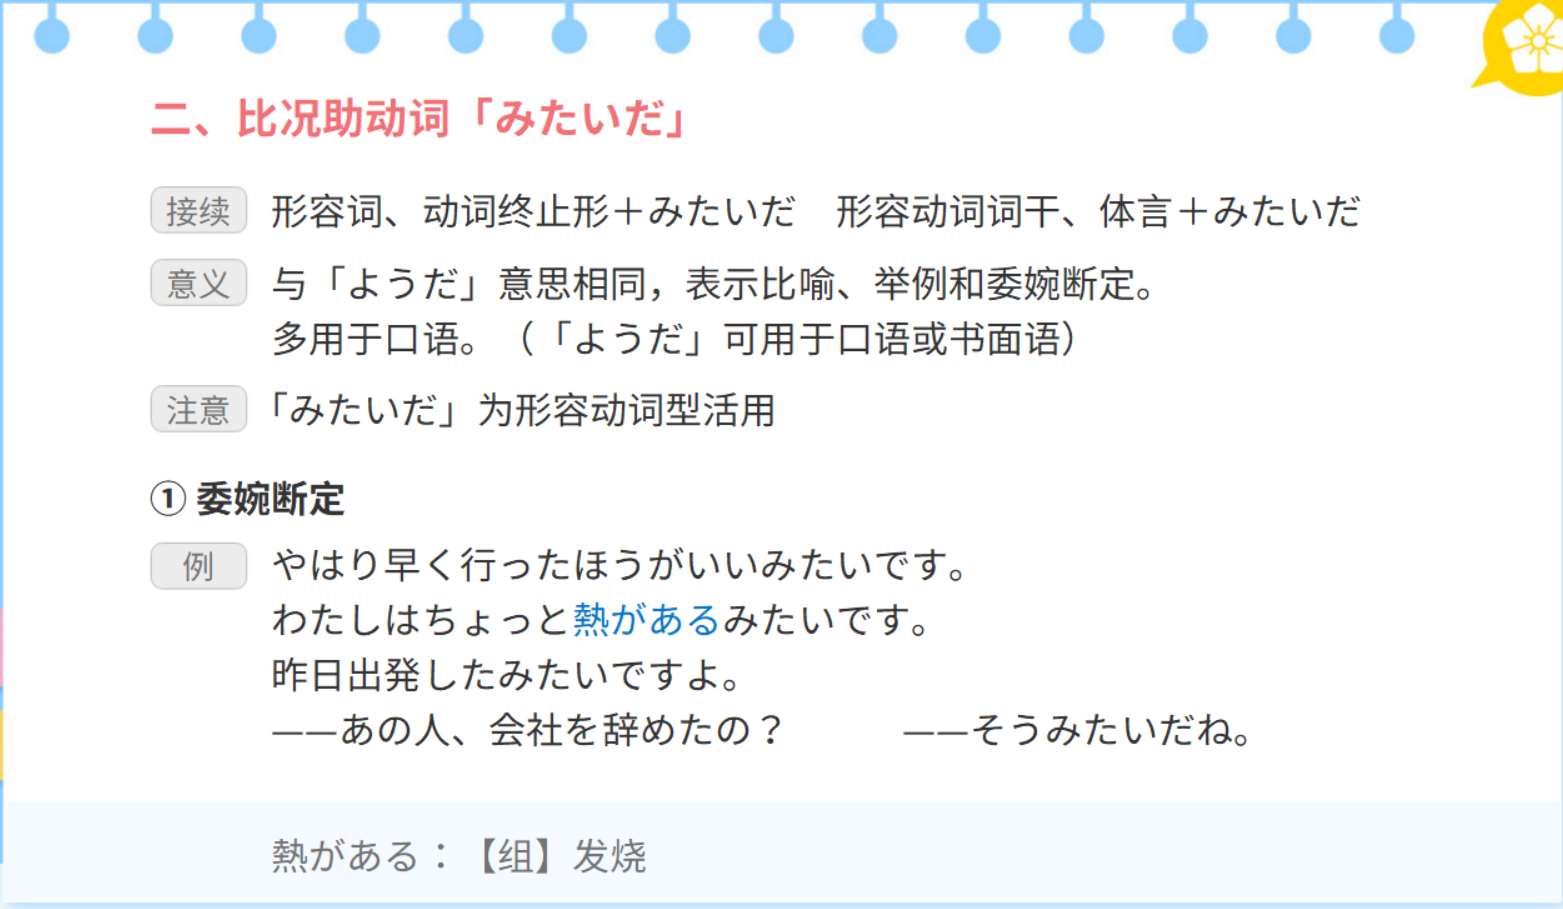 二、比况助动词「みたいだ」
接续 形容词、动词终止形＋みたいだ　形容动词词干、体言＋みたいだ
意义 与「ようだ」意思相同，表示比喻、举例和委婉断定。
多用于口语。（「ようだ」可用于口语或书面语）
注意 「みたいだ」为形容动词型活用
① 委婉断定
例 やはり早く行ったほうがいいみたいです。
わたしはちょっと熱があるみたいです。
昨日出発したみたいですよ。
——あの人、会社を辞めたの？　　　——そうみたいだね。
熱がある：【组】发烧